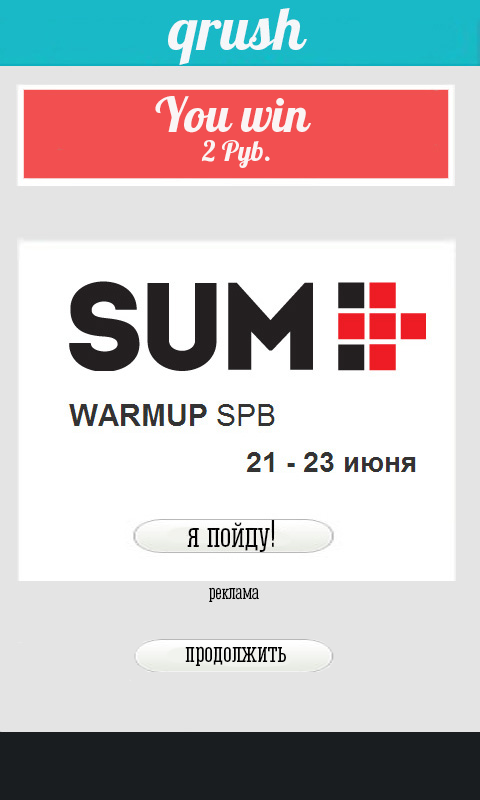 qrush
You win
2 Руб.
SUM
WARMUP SPB
21 - 23 июня
я пойду!
реклама
продолжить